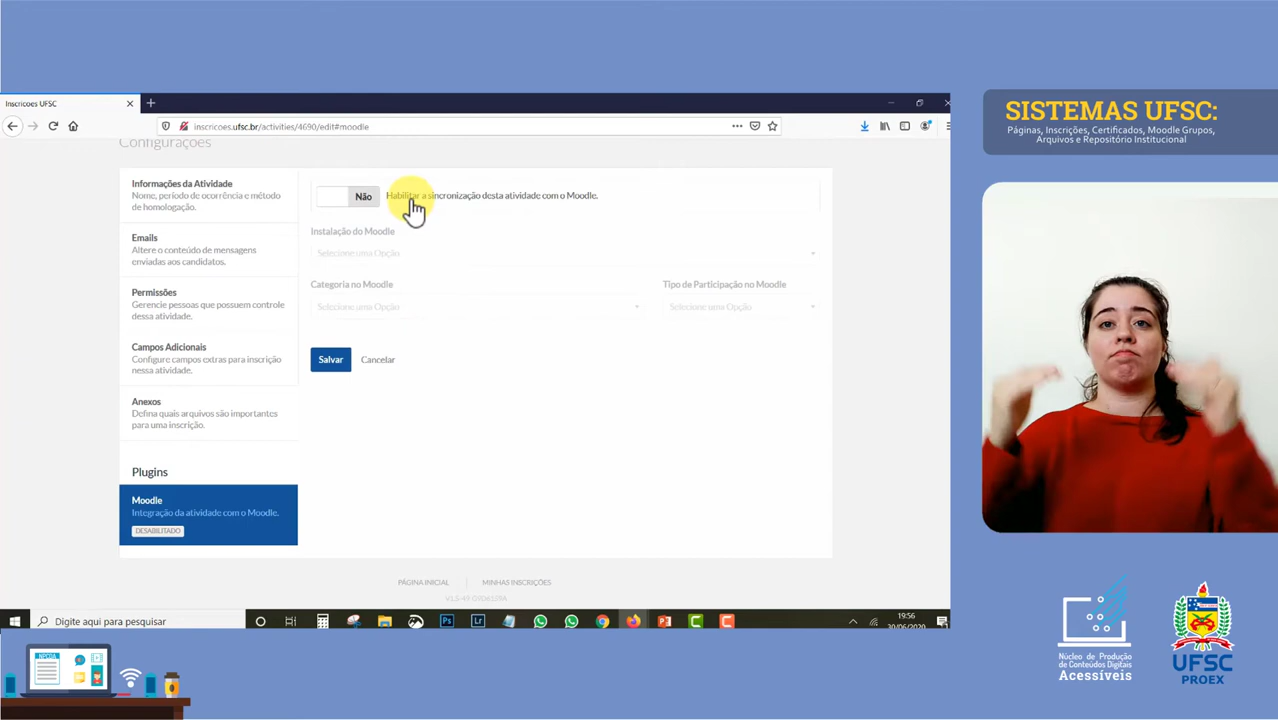 Inscricoes UFSC
inscricoes.ufsc.br/activities/4690/edit#moodle
SISTEMAS UFSC:
Páginas, Inscrições, Certificados, Moodle Grupos,
Arquivos e Repositório Institucional
Configurações
Informações da Atividade
Nome, período de ocorrência e método
de homologação.
Emails
Altere o conteúdo de mensagens
enviadas aos candidatos.
Permissões
Gerencie pessoas que possuem controle
dessa atividade.
Campos Adicionais
Configure campos extras para inscrição
nessa atividade.
Anexos
Defina quais arquivos são importantes
para uma inscrição.
Plugins
Moodle
Integração da atividade com o Moodle.
DESABILITADO
Não
Habilitar a sincronização desta atividade com o Moodle.
Instalação do Moodle
Selecione uma Opção
Categoria no Moodle
Tipo de Participação no Moodle
Selecione uma Opção
Selecione uma Opção
Salvar
Cancelar
PÁGINA INICIAL
MINHAS INSCRIÇÕES
Digite aqui para pesquisar
Ps
Lr
19:56
30/06/2020
NPCDA
Núcleo de Produção
de Conteúdos Digitais
Acessíveis
UFSC
PROEX